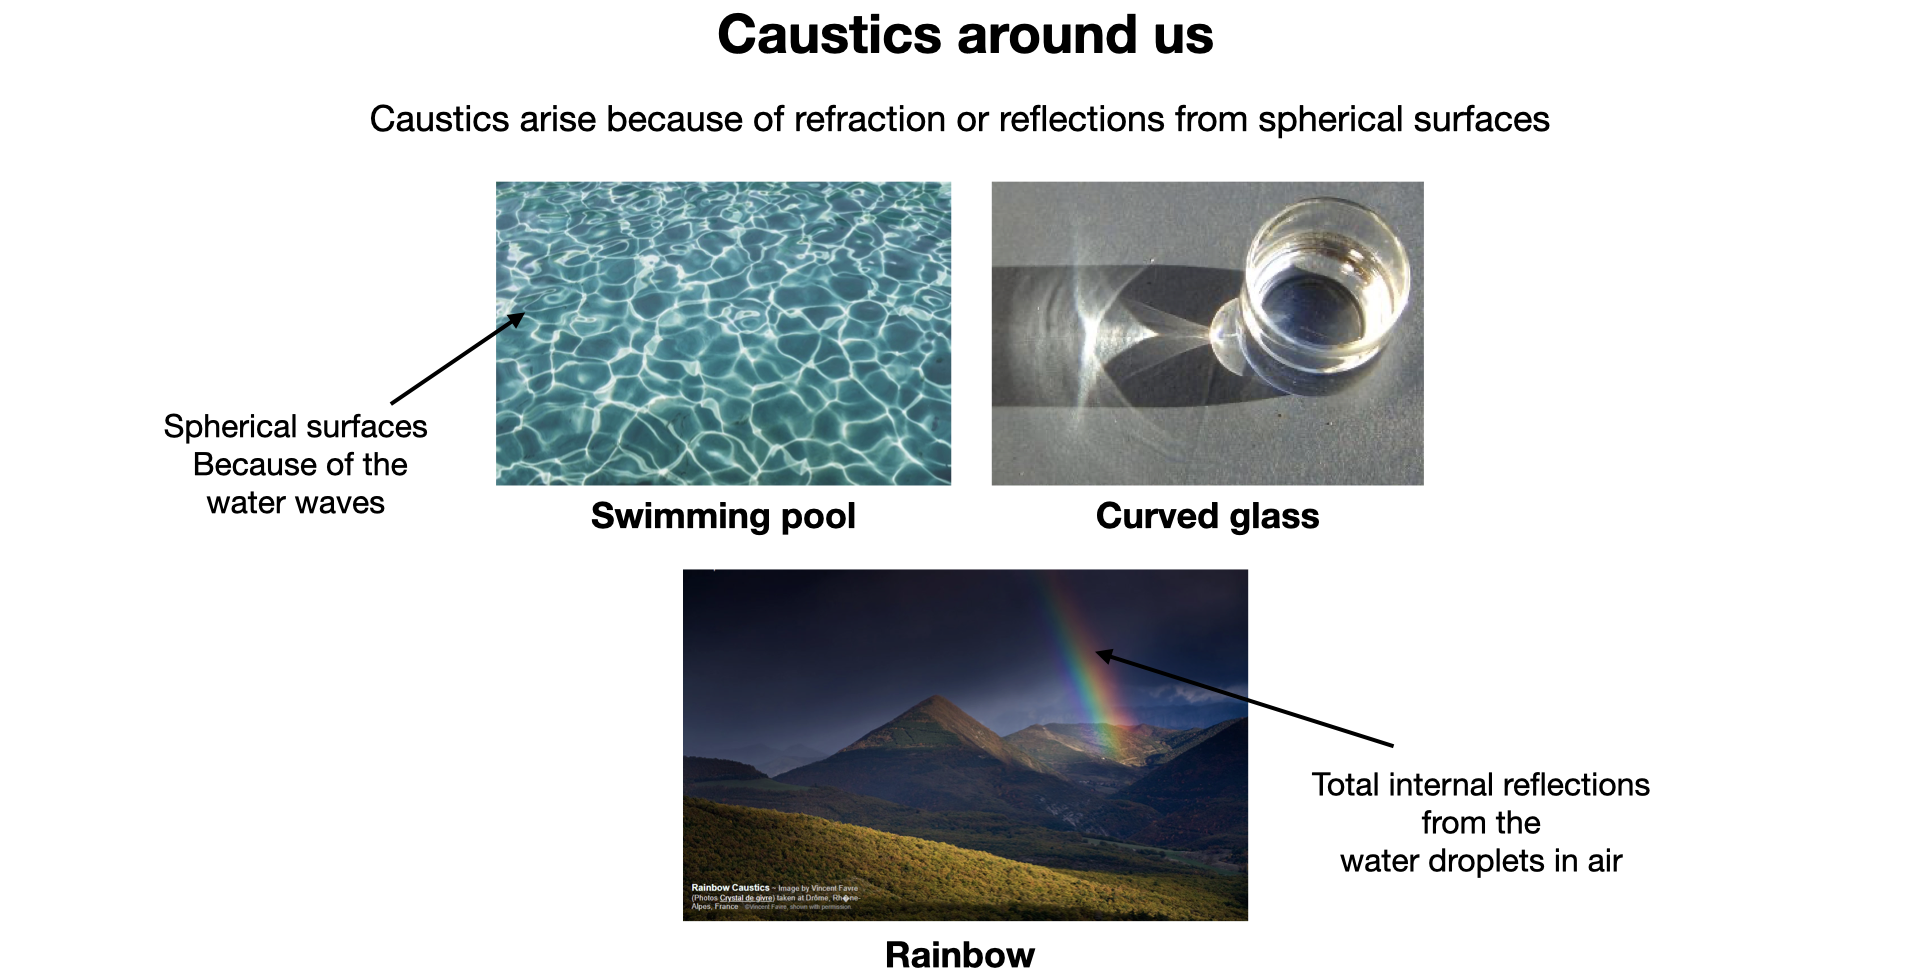 Caustics around us
Caustics arise because of refraction or reflections from spherical surfaces
Spherical surfaces
Because of the
water waves
Swimming pool
Curved glass
Total internal reflections
from the
water droplets in air
Rainbow Caustics ~ Image by Vincent Favre
(Photos Crystal de givre) taken at Drôme, Rh�ne-
Alpes, France ©Vincent Favre, shown with permission
Rainbow